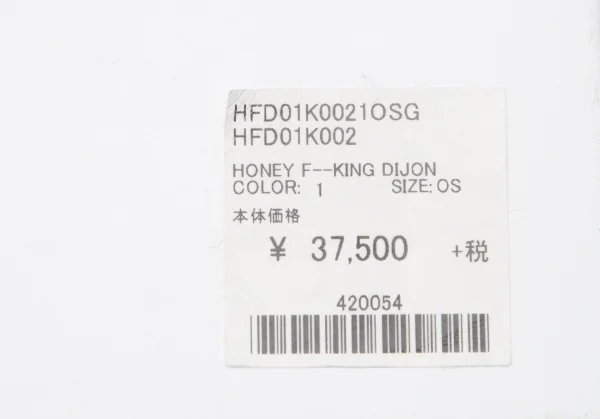 HFD01K0021OSG
HFD01K002
HONEY F--KING DIJON
COLOR: 1 SIZE: OS
本体価格
¥ 37,500 +税
420054